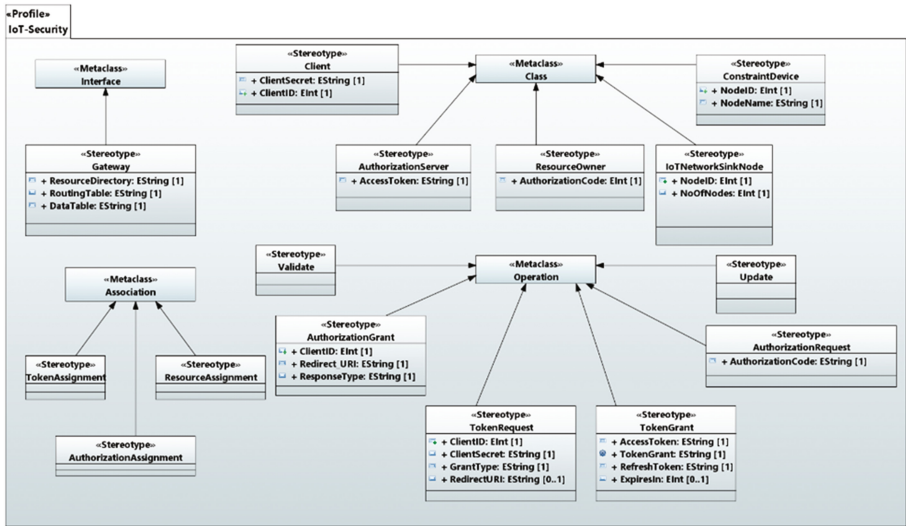 «Profile»
IoT-Security
«Metaclass»
Interface
«Stereotype»
Client
+ ClientSecret: EString [1]
+ ClientID: EInt [1]
«Metaclass»
Class
«Stereotype»
ConstraintDevice
+ NodeID: EInt [1]
+ NodeName: EString [1]
«Stereotype»
Gateway
+ ResourceDirectory: EString [1]
+ RoutingTable: EString [1]
+ DataTable: EString [1]
«Stereotype»
AuthorizationServer
+ AccessToken: EString [1]
«Stereotype»
ResourceOwner
+ AuthorizationCode: EInt [1]
«Stereotype»
IoTNetworkSinkNode
+ NodeID: EInt [1]
+ NoOfNodes: EInt [1]
«Metaclass»
Association
«Stereotype»
Validate
«Metaclass»
Operation
«Stereotype»
Update
«Stereotype»
TokenAssignment
«Stereotype»
ResourceAssignment
«Stereotype»
AuthorizationAssignment
«Stereotype»
AuthorizationGrant
+ ClientID: EInt [1]
+ Redirect_URI: EString [1]
+ ResponseType: EString [1]
«Stereotype»
AuthorizationRequest
+ AuthorizationCode: EString [1]
«Stereotype»
TokenRequest
+ ClientID: EInt [1]
+ ClientSecret: EString [1]
+ GrantType: EString [1]
+ RedirectURI: EString [0..1]
«Stereotype»
TokenGrant
+ AccessToken: EString [1]
+ TokenGrant: EString [1]
+ RefreshToken: EString [1]
+ ExpiresIn: EInt [0..1]